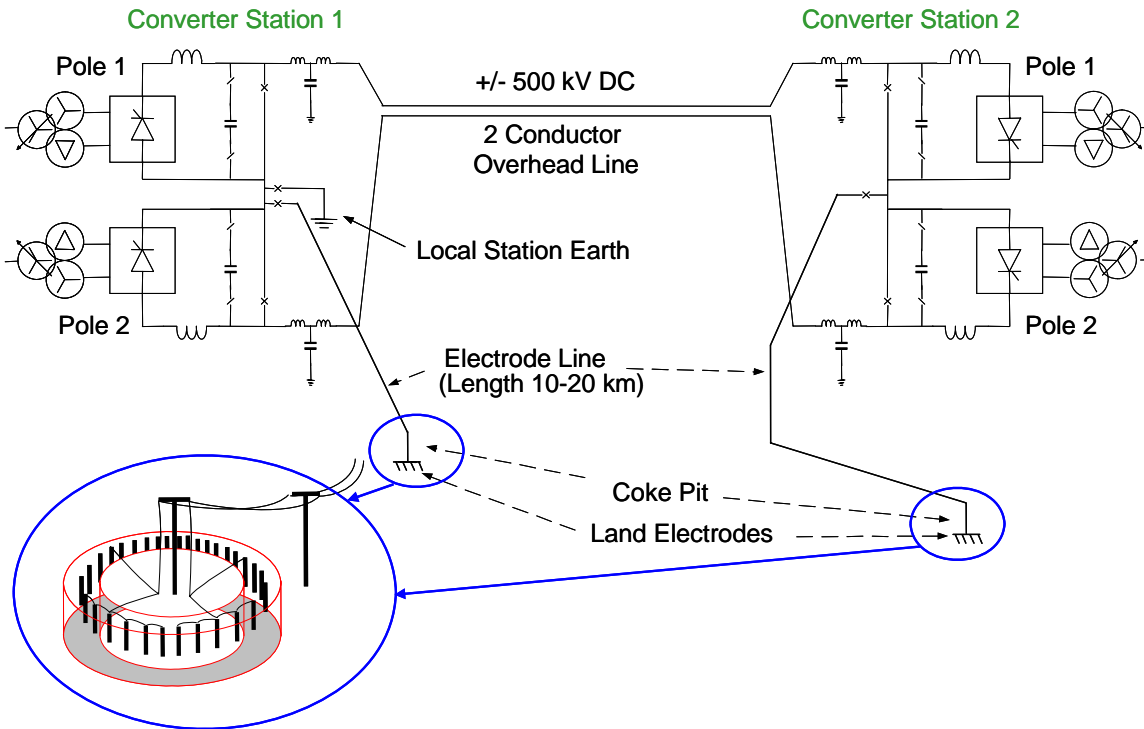 Converter Station 1
Converter Station 2
Pole 1
Pole 1
+/- 500 kV DC
2 Conductor
Overhead Line
Local Station Earth
Pole 2
Pole 2
Electrode Line
(Length 10-20 km)
Coke Pit
Land Electrodes